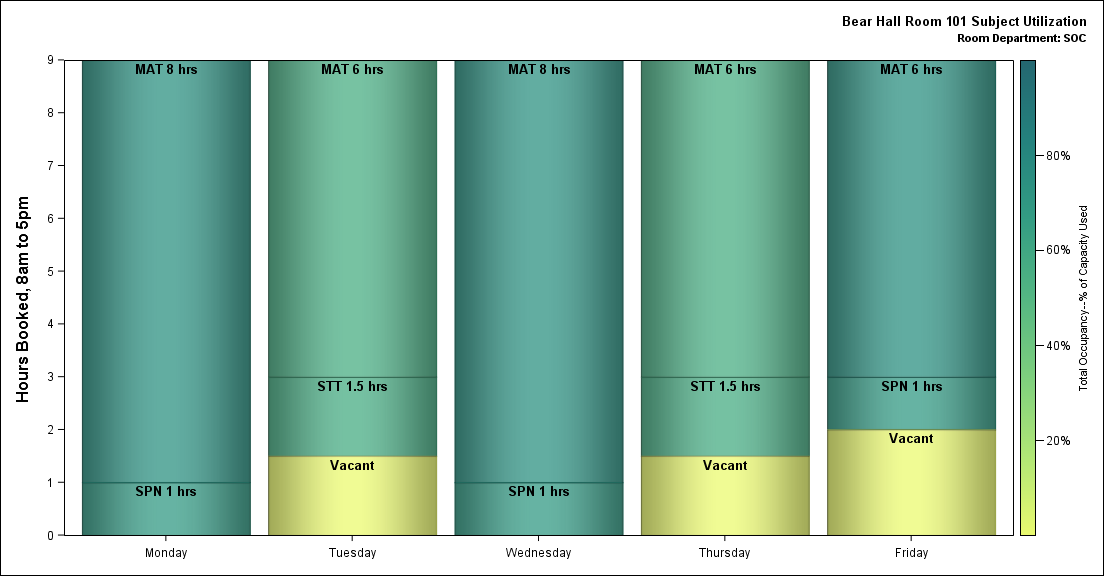 Bear Hall Room 101 Subject Utilization
Room Department: SOC
Hours Booked, 8am to 5pm
9
8
7
6
5
4
3
2
1
0
MAT 8 hrs
SPN 1 hrs
MAT 6 hrs
STT 1.5 hrs
Vacant
MAT 8 hrs
SPN 1 hrs
MAT 6 hrs
STT 1.5 hrs
Vacant
MAT 6 hrs
SPN 1 hrs
Vacant
Monday
Tuesday
Wednesday
Thursday
Friday
80%
60%
40%
20%
Total Occupancy--% of Capacity Used